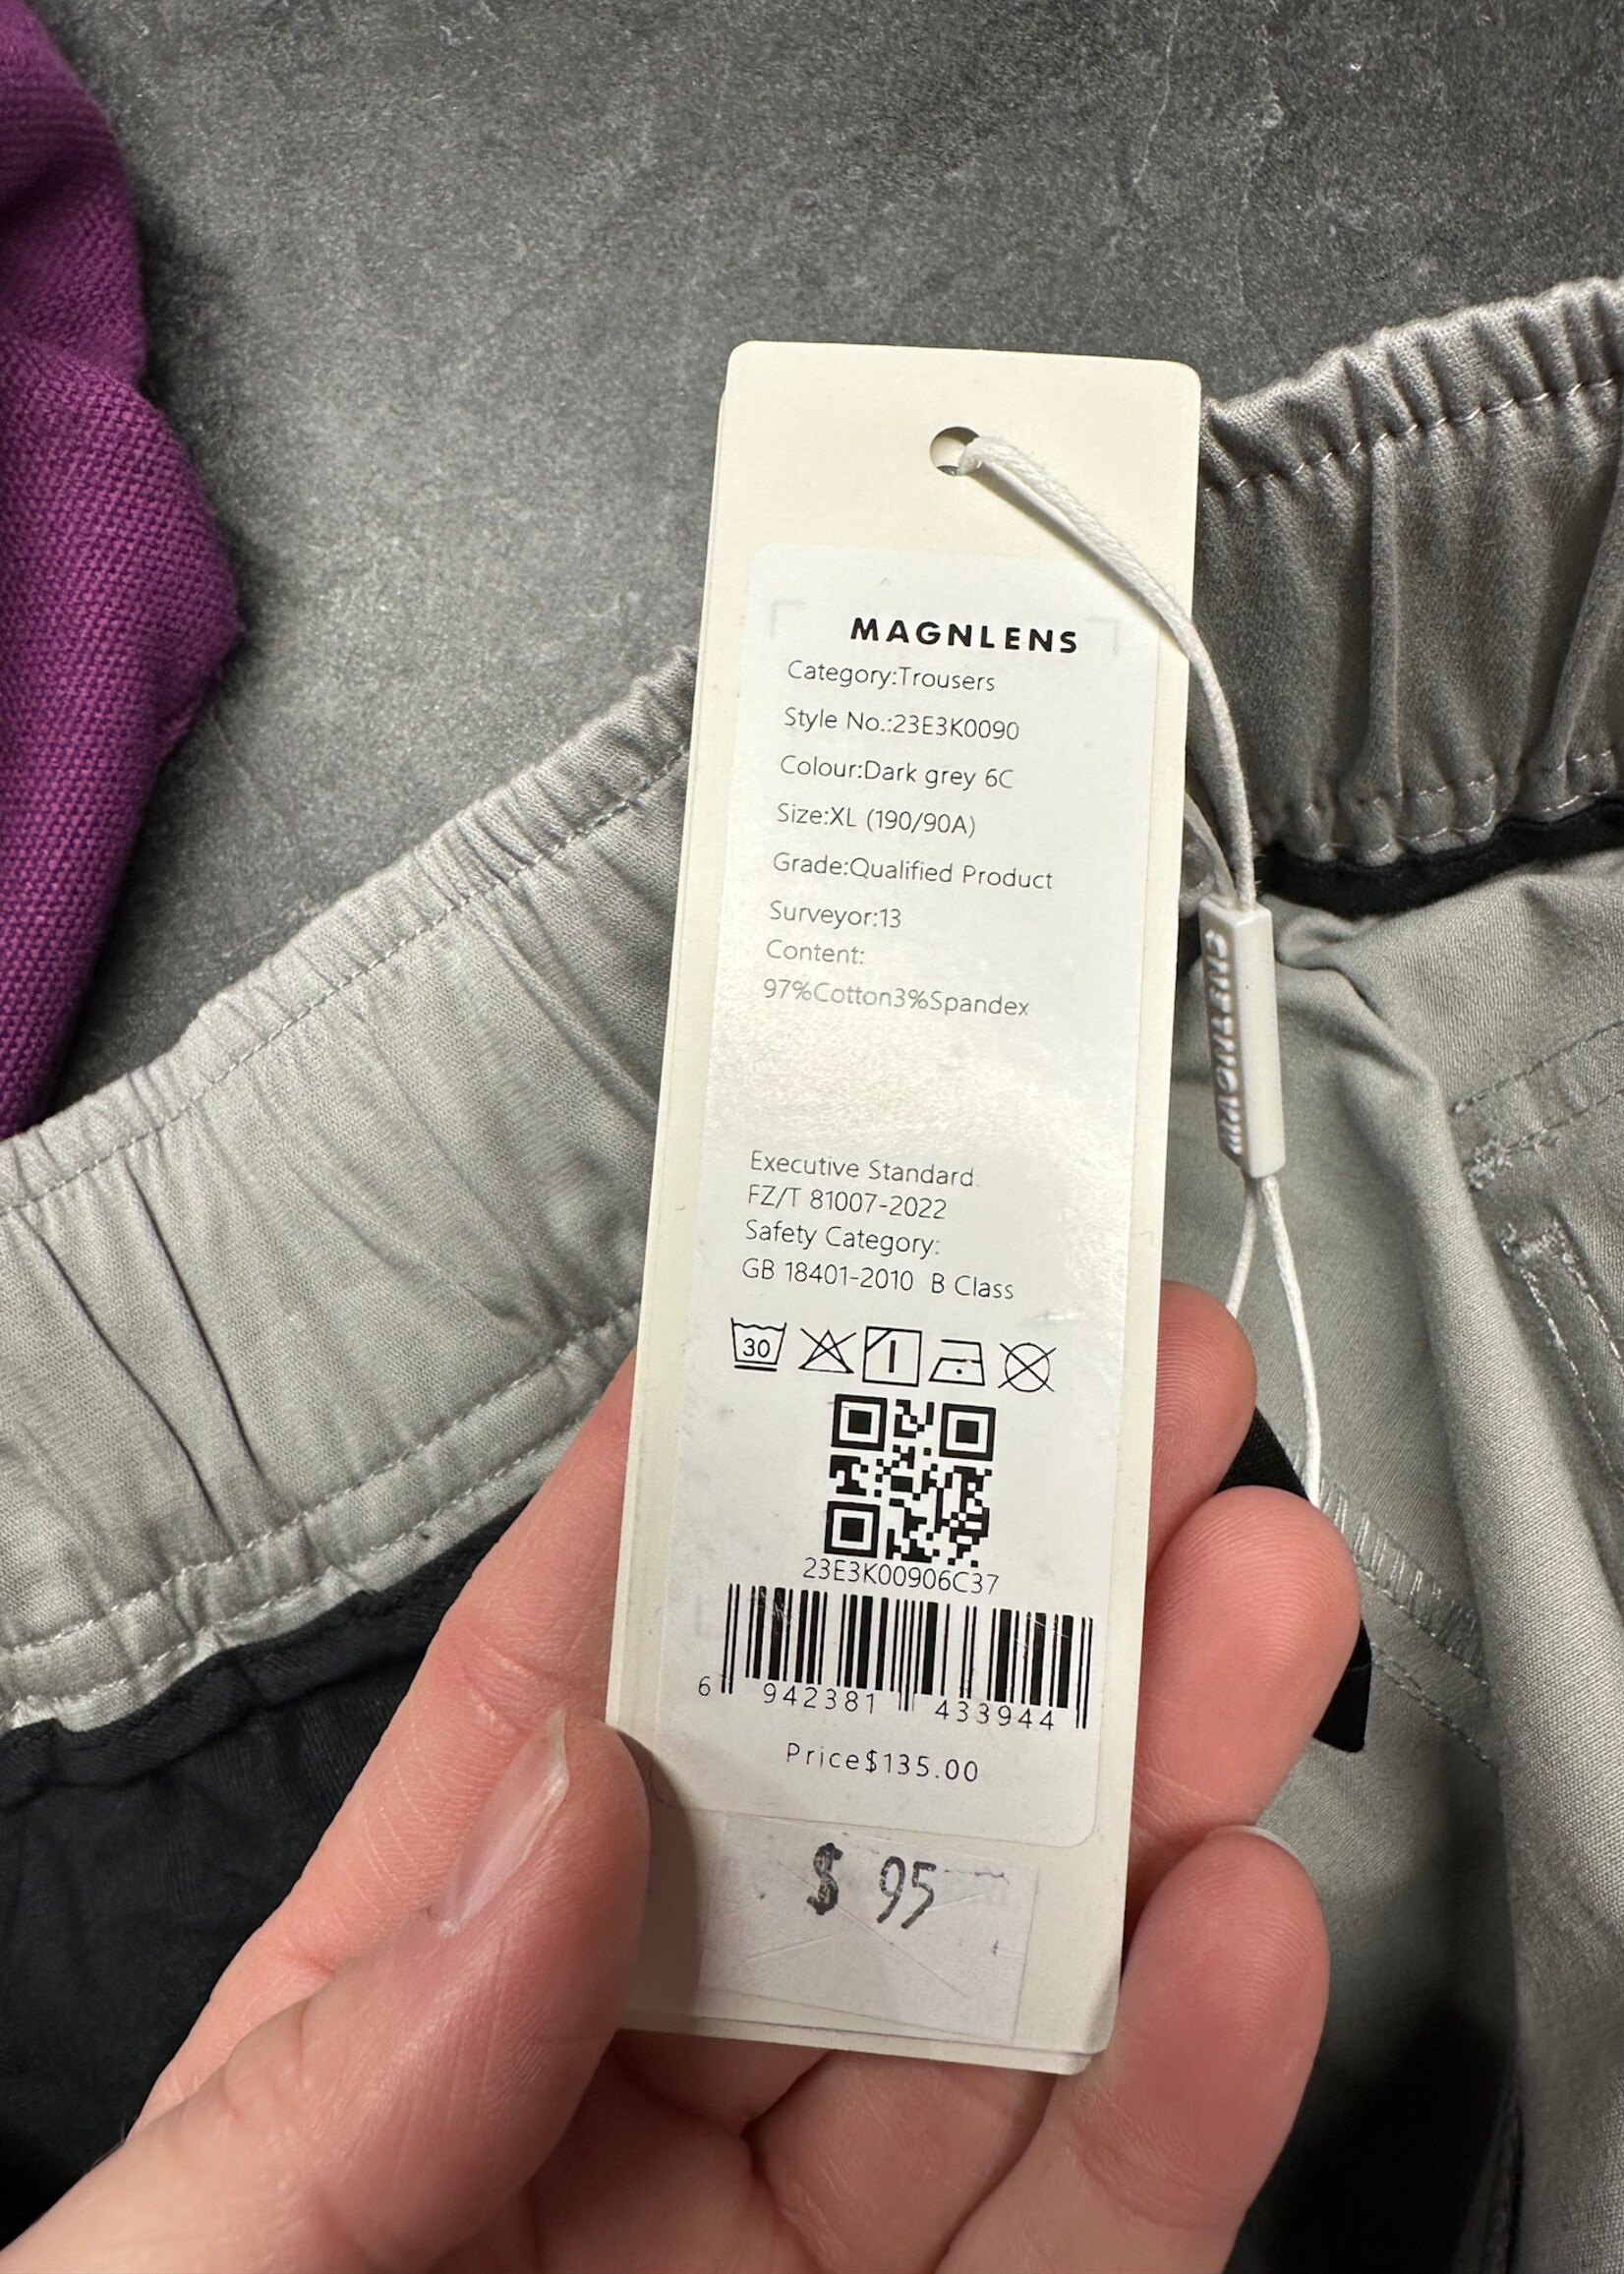 MAGNLENS
Category:Trousers
Style No.:23E3K0090
Colour:Dark grey 6C
Size:XL (190/90A)
Grade:Qualified Product
Surveyor:13
Content:
97%Cotton3%Spandex
Executive Standard:
FZ/T 81007-2022
Safety Category:
GB 18401-2010 B Class
30
23E3K00906C37
6 942381 433944
Price$135.00
$ 95
MAGNLENS